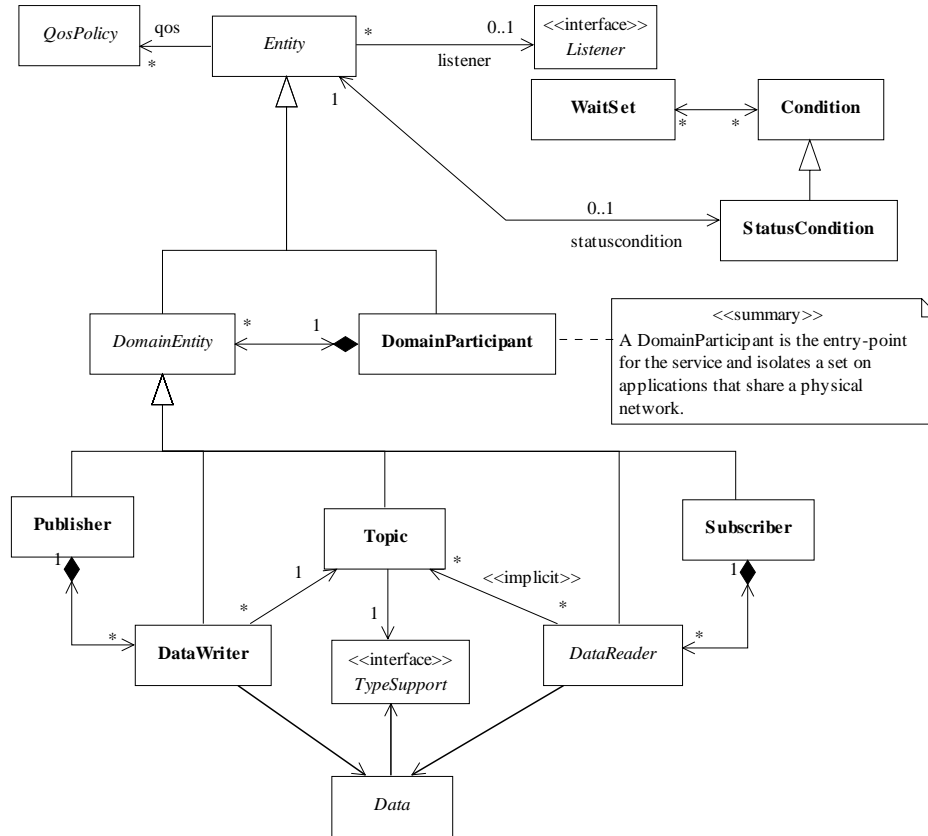 QosPolicy
qos
*
Entity
*
0..1
listener
<<interface>>
Listener
1
WaitSet
*
*
Condition
0..1
statuscondition
StatusCondition
DomainEntity
*
1
DomainParticipant
<<summary>>
A DomainParticipant is the entry-point
for the service and isolates a set on
applications that share a physical
network.
Publisher
1
Topic
Subscriber
1
1
*
<<implicit>>
*
*
*
1
*
DataWriter
<<interface>>
TypeSupport
DataReader
Data